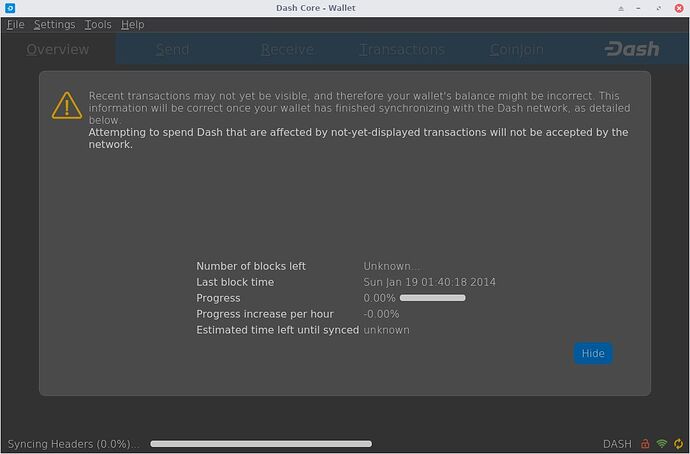 Dash Core - Wallet
File Settings Tools Help
Overview Send Receive Transactions CoinJoin Dash
Recent transactions may not yet be visible, and therefore your wallet's balance might be incorrect. This
information will be correct once your wallet has finished synchronizing with the Dash network, as detailed
below.
Attempting to spend Dash that are affected by not-yet-displayed transactions will not be accepted by the
network.
Number of blocks left Unknown...
Last block time Sun Jan 19 01:40:18 2014
Progress 0.00%
Progress increase per hour -0.00%
Estimated time left until synced unknown
Hide
Syncing Headers (0.0%)... DASH